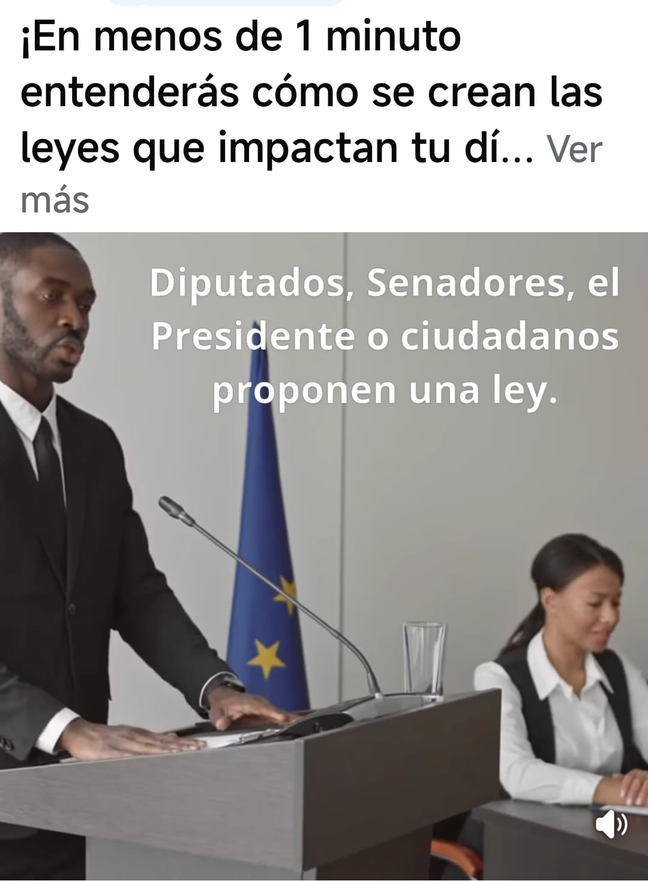 ¡En menos de 1 minuto
entenderás cómo se crean las
leyes que impactan tu dí... Ver
más
Diputados, Senadores, el
Presidente o ciudadanos
proponen una ley.